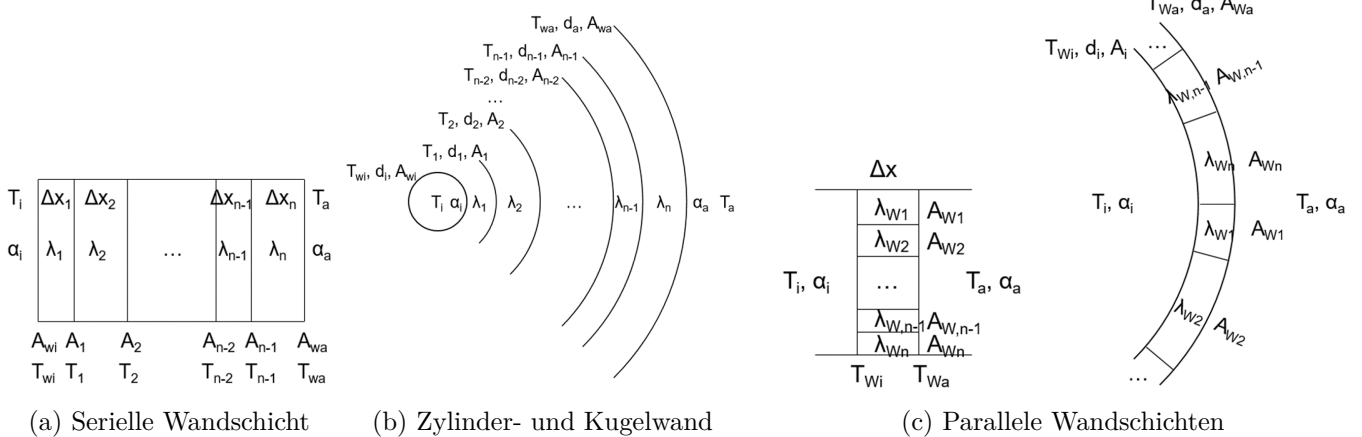 T_i Δx_1 Δx_2 Δx_n-1 Δx_n T_a
α_i λ_1 λ_2 … λ_n-1 λ_n α_a
A_wi A_1 A_2 A_n-2 A_n-1 A_wa
T_wi T_1 T_2 T_n-2 T_n-1 T_wa
(a) Serielle Wandschicht
T_wa, d_a, A_wa
T_n-1, d_n-1, A_n-1
T_n-2, d_n-2, A_n-2
…
T_2, d_2, A_2
T_1, d_1, A_1
T_wi, d_i, A_wi
T_i α_i λ_1 λ_2 … λ_n-1 λ_n α_a T_a
(b) Zylinder- und Kugelwand
Δx
λ_W1 A_W1
λ_W2 A_W2
T_i, α_i … T_a, α_a
λ_W,n-1 A_W,n-1
λ_Wn A_Wn
T_Wi T_Wa
T_Wa, d_a, A_Wa
T_Wi, d_i, A_i …
λ_W,n-1 A_W,n-1
λ_Wn A_Wn
T_i, α_i T_a, α_a
λ_W1 A_W1
λ_W2 A_W2
…
(c) Parallele Wandschichten